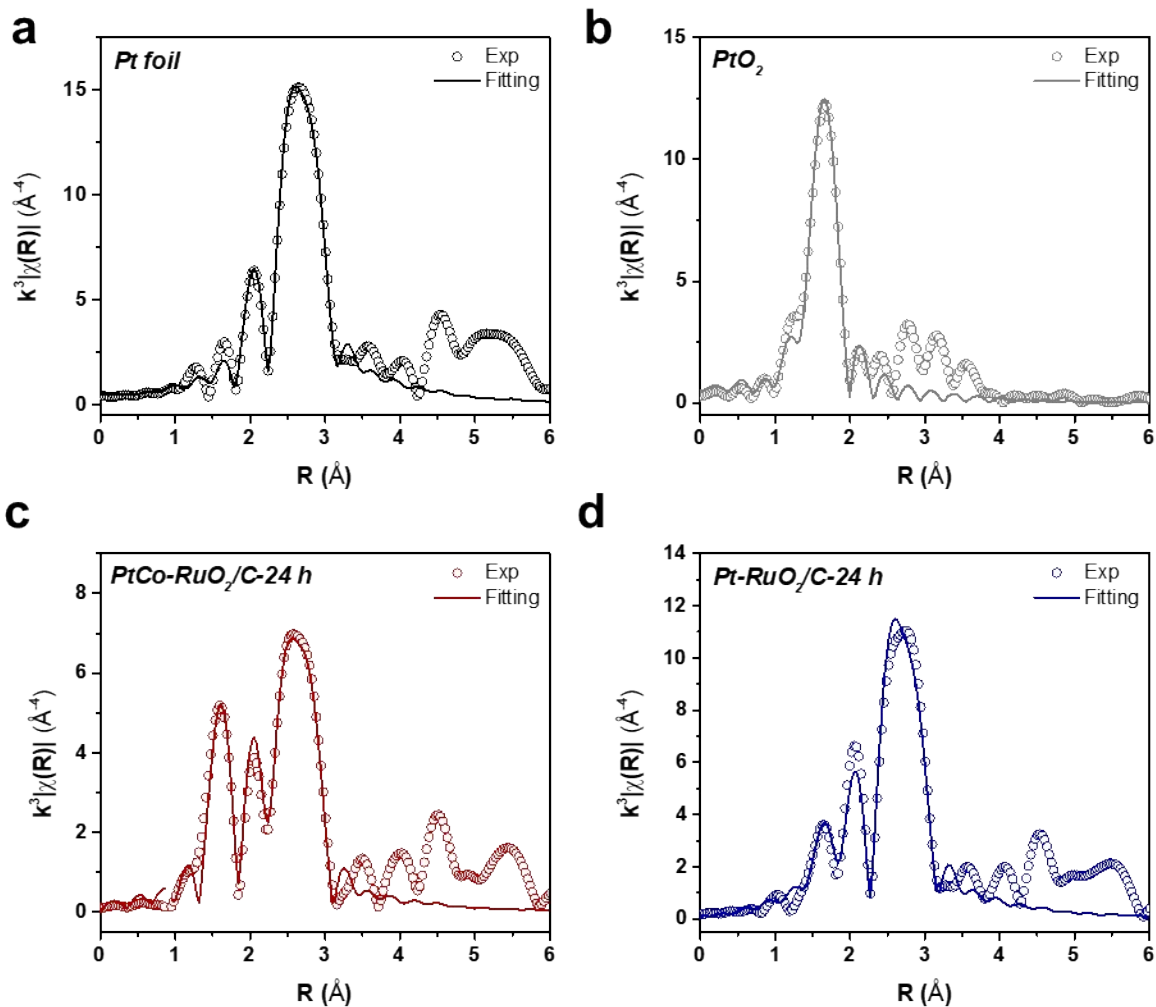 a
Pt foil
Exp
Fitting
15
10
5
0
k³|χ(R)| (Å⁻⁴)
0 1 2 3 4 5 6
R (Å)
b
PtO₂
Exp
Fitting
15
10
5
0
k³|χ(R)| (Å⁻⁴)
0 1 2 3 4 5 6
R (Å)
c
PtCo-RuO₂/C-24 h
Exp
Fitting
8
6
4
2
0
k³|χ(R)| (Å⁻⁴)
0 1 2 3 4 5 6
R (Å)
d
Pt-RuO₂/C-24 h
Exp
Fitting
14
12
10
8
6
4
2
0
k³|χ(R)| (Å⁻⁴)
0 1 2 3 4 5 6
R (Å)